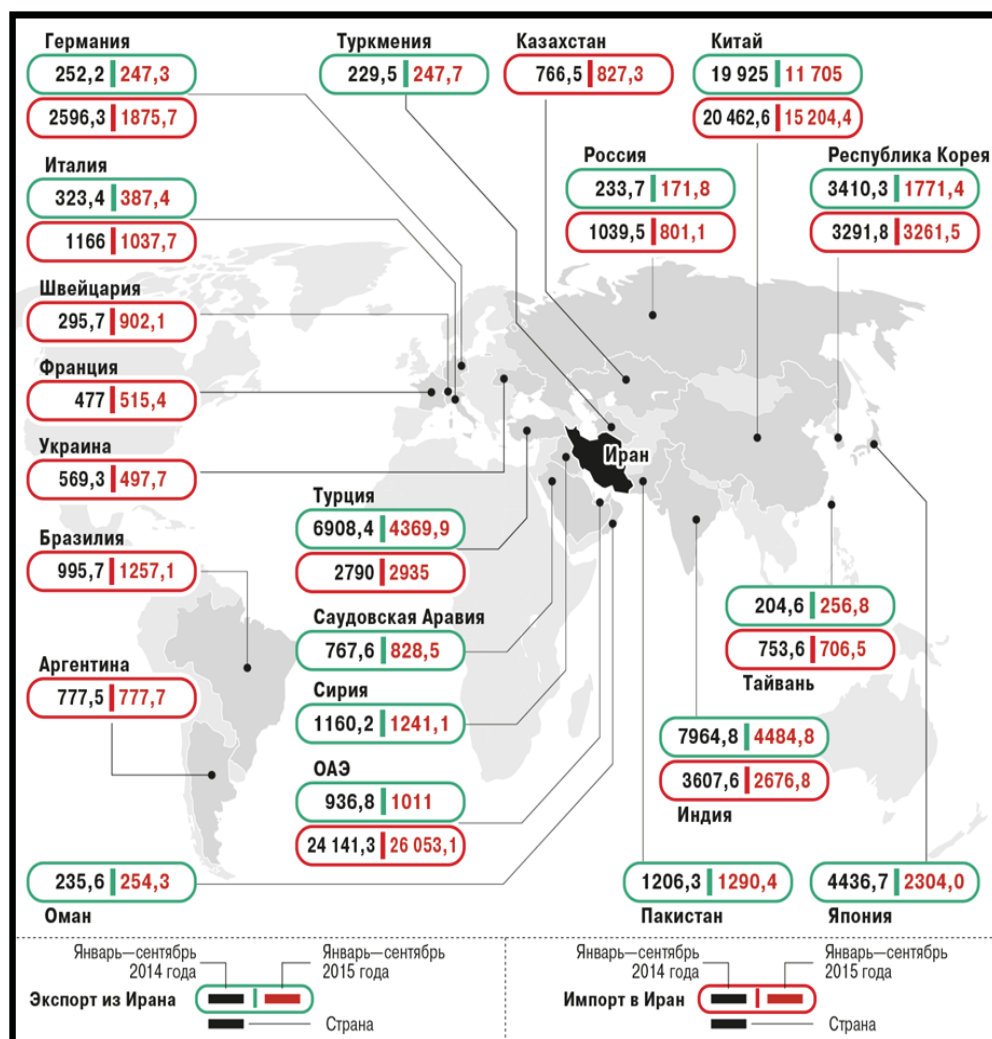 Германия
252,2 247,3
2596,3 1875,7
Италия
323,4 387,4
1166 1037,7
Швейцария
295,7 902,1
Франция
477 515,4
Украина
569,3 497,7
Бразилия
995,7 1257,1
Аргентина
777,5 777,7
Туркмения
229,5 247,7
Казахстан
766,5 827,3
Китай
19 925 11 705
20 462,6 15 204,4
Россия
233,7 171,8
1039,5 801,1
Республика Корея
3410,3 1771,4
3291,8 3261,5
Иран
Турция
6908,4 4369,9
2790 2935
Саудовская Аравия
767,6 828,5
Сирия
1160,2 1241,1
ОАЭ
936,8 1011
24 141,3 26 053,1
204,6 256,8
753,6 706,5
Тайвань
7964,8 4484,8
3607,6 2676,8
Индия
235,6 254,3
Оман
1206,3 1290,4
Пакистан
4436,7 2304,0
Япония
Январь—сентябрь
2014 года
Январь—сентябрь
2015 года
Экспорт из Ирана
Страна
Январь—сентябрь
2014 года
Январь—сентябрь
2015 года
Импорт в Иран
Страна